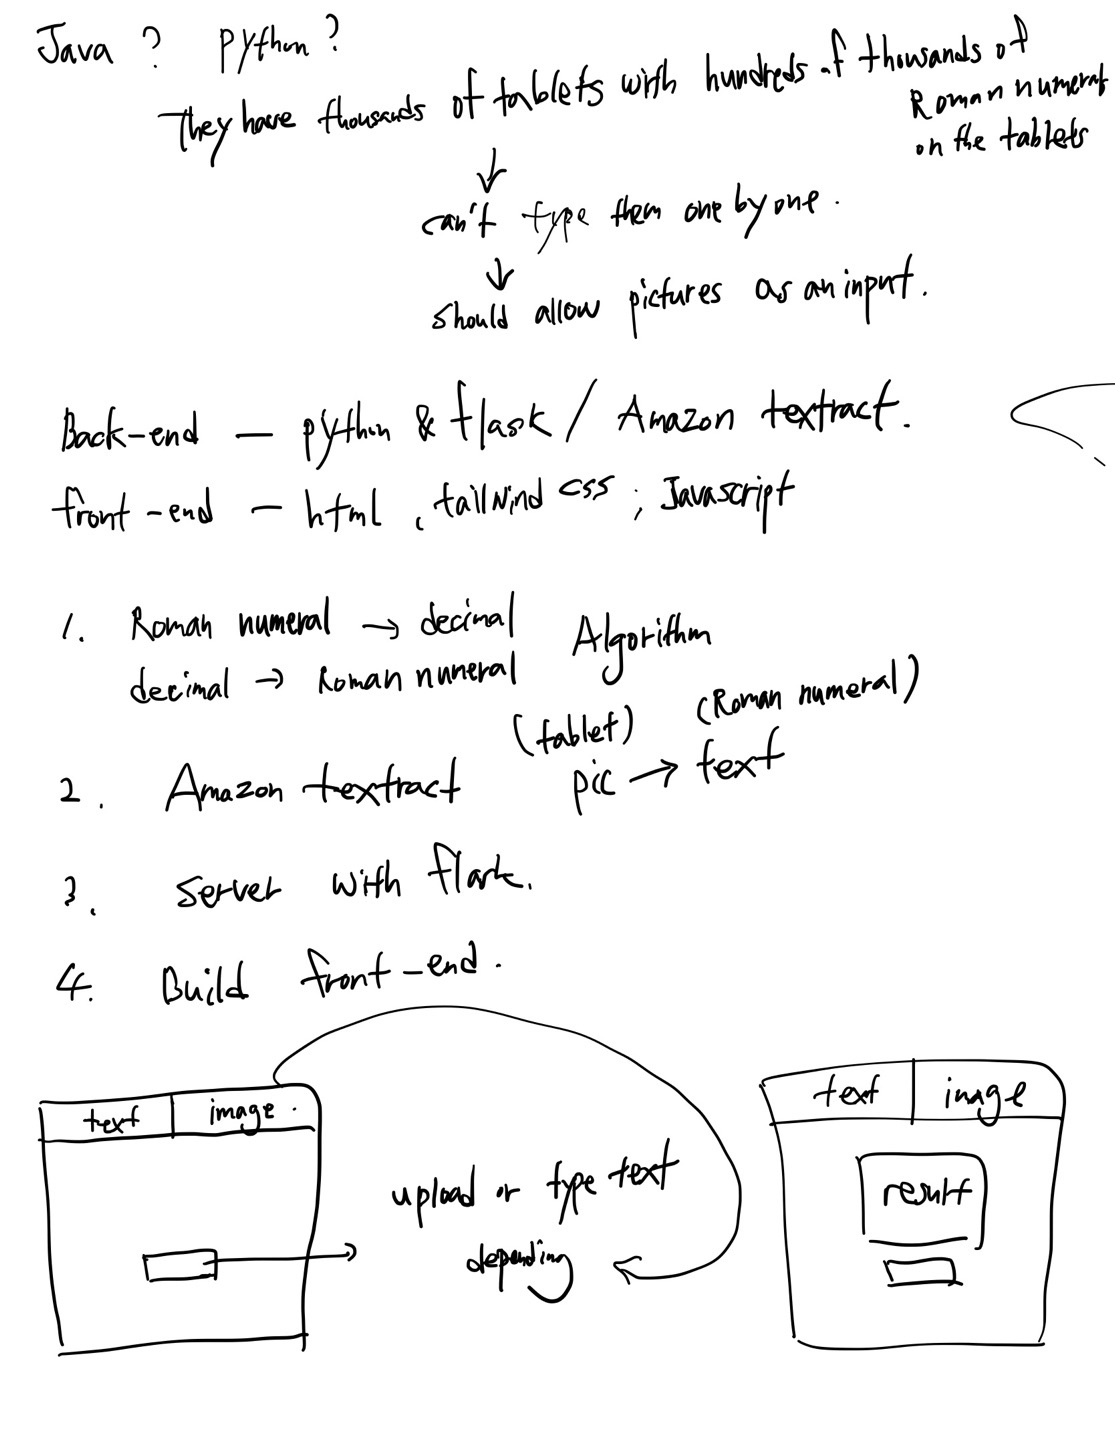 Java ? python ?
They have thousands of tablets with hundreds of thousands of
Roman numerals
on the tablets
can't type them one by one.
should allow pictures as an input.
Back-end — python & flask / Amazon textract.
front-end — html, tailwind css, Javascript
1. Roman numeral → decimal
decimal → Roman numeral
Algorithm
2. Amazon textract
(tablet) (Roman numeral)
pic → text
3. server with flask.
4. Build front-end.
text image.
upload or type text
depending
text image
result